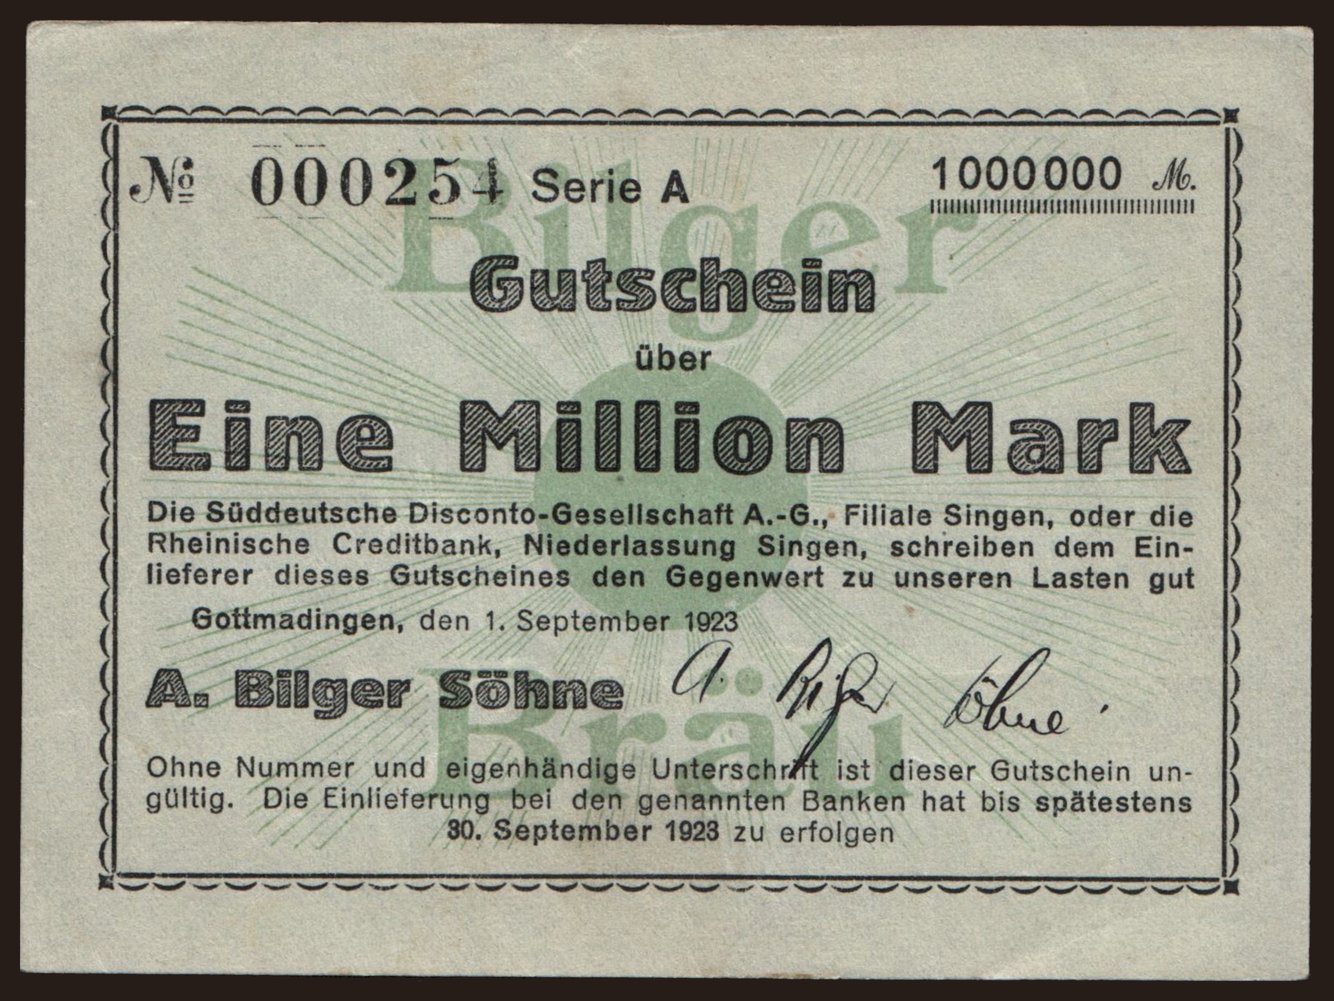 № 000254 Serie A 1000000 M.
Bilger
Gutschein
über
Eine Million Mark
Die Süddeutsche Disconto-Gesellschaft A.-G., Filiale Singen, oder die
Rheinische Creditbank, Niederlassung Singen, schreiben dem Ein-
lieferer dieses Gutscheines den Gegenwert zu unseren Lasten gut
Gottmadingen, den 1. September 1923
A. Bilger Söhne A. Bilger Söhne
Bräu
Ohne Nummer und eigenhändige Unterschrift ist dieser Gutschein un-
gültig. Die Einlieferung bei den genannten Banken hat bis spätestens
30. September 1923 zu erfolgen